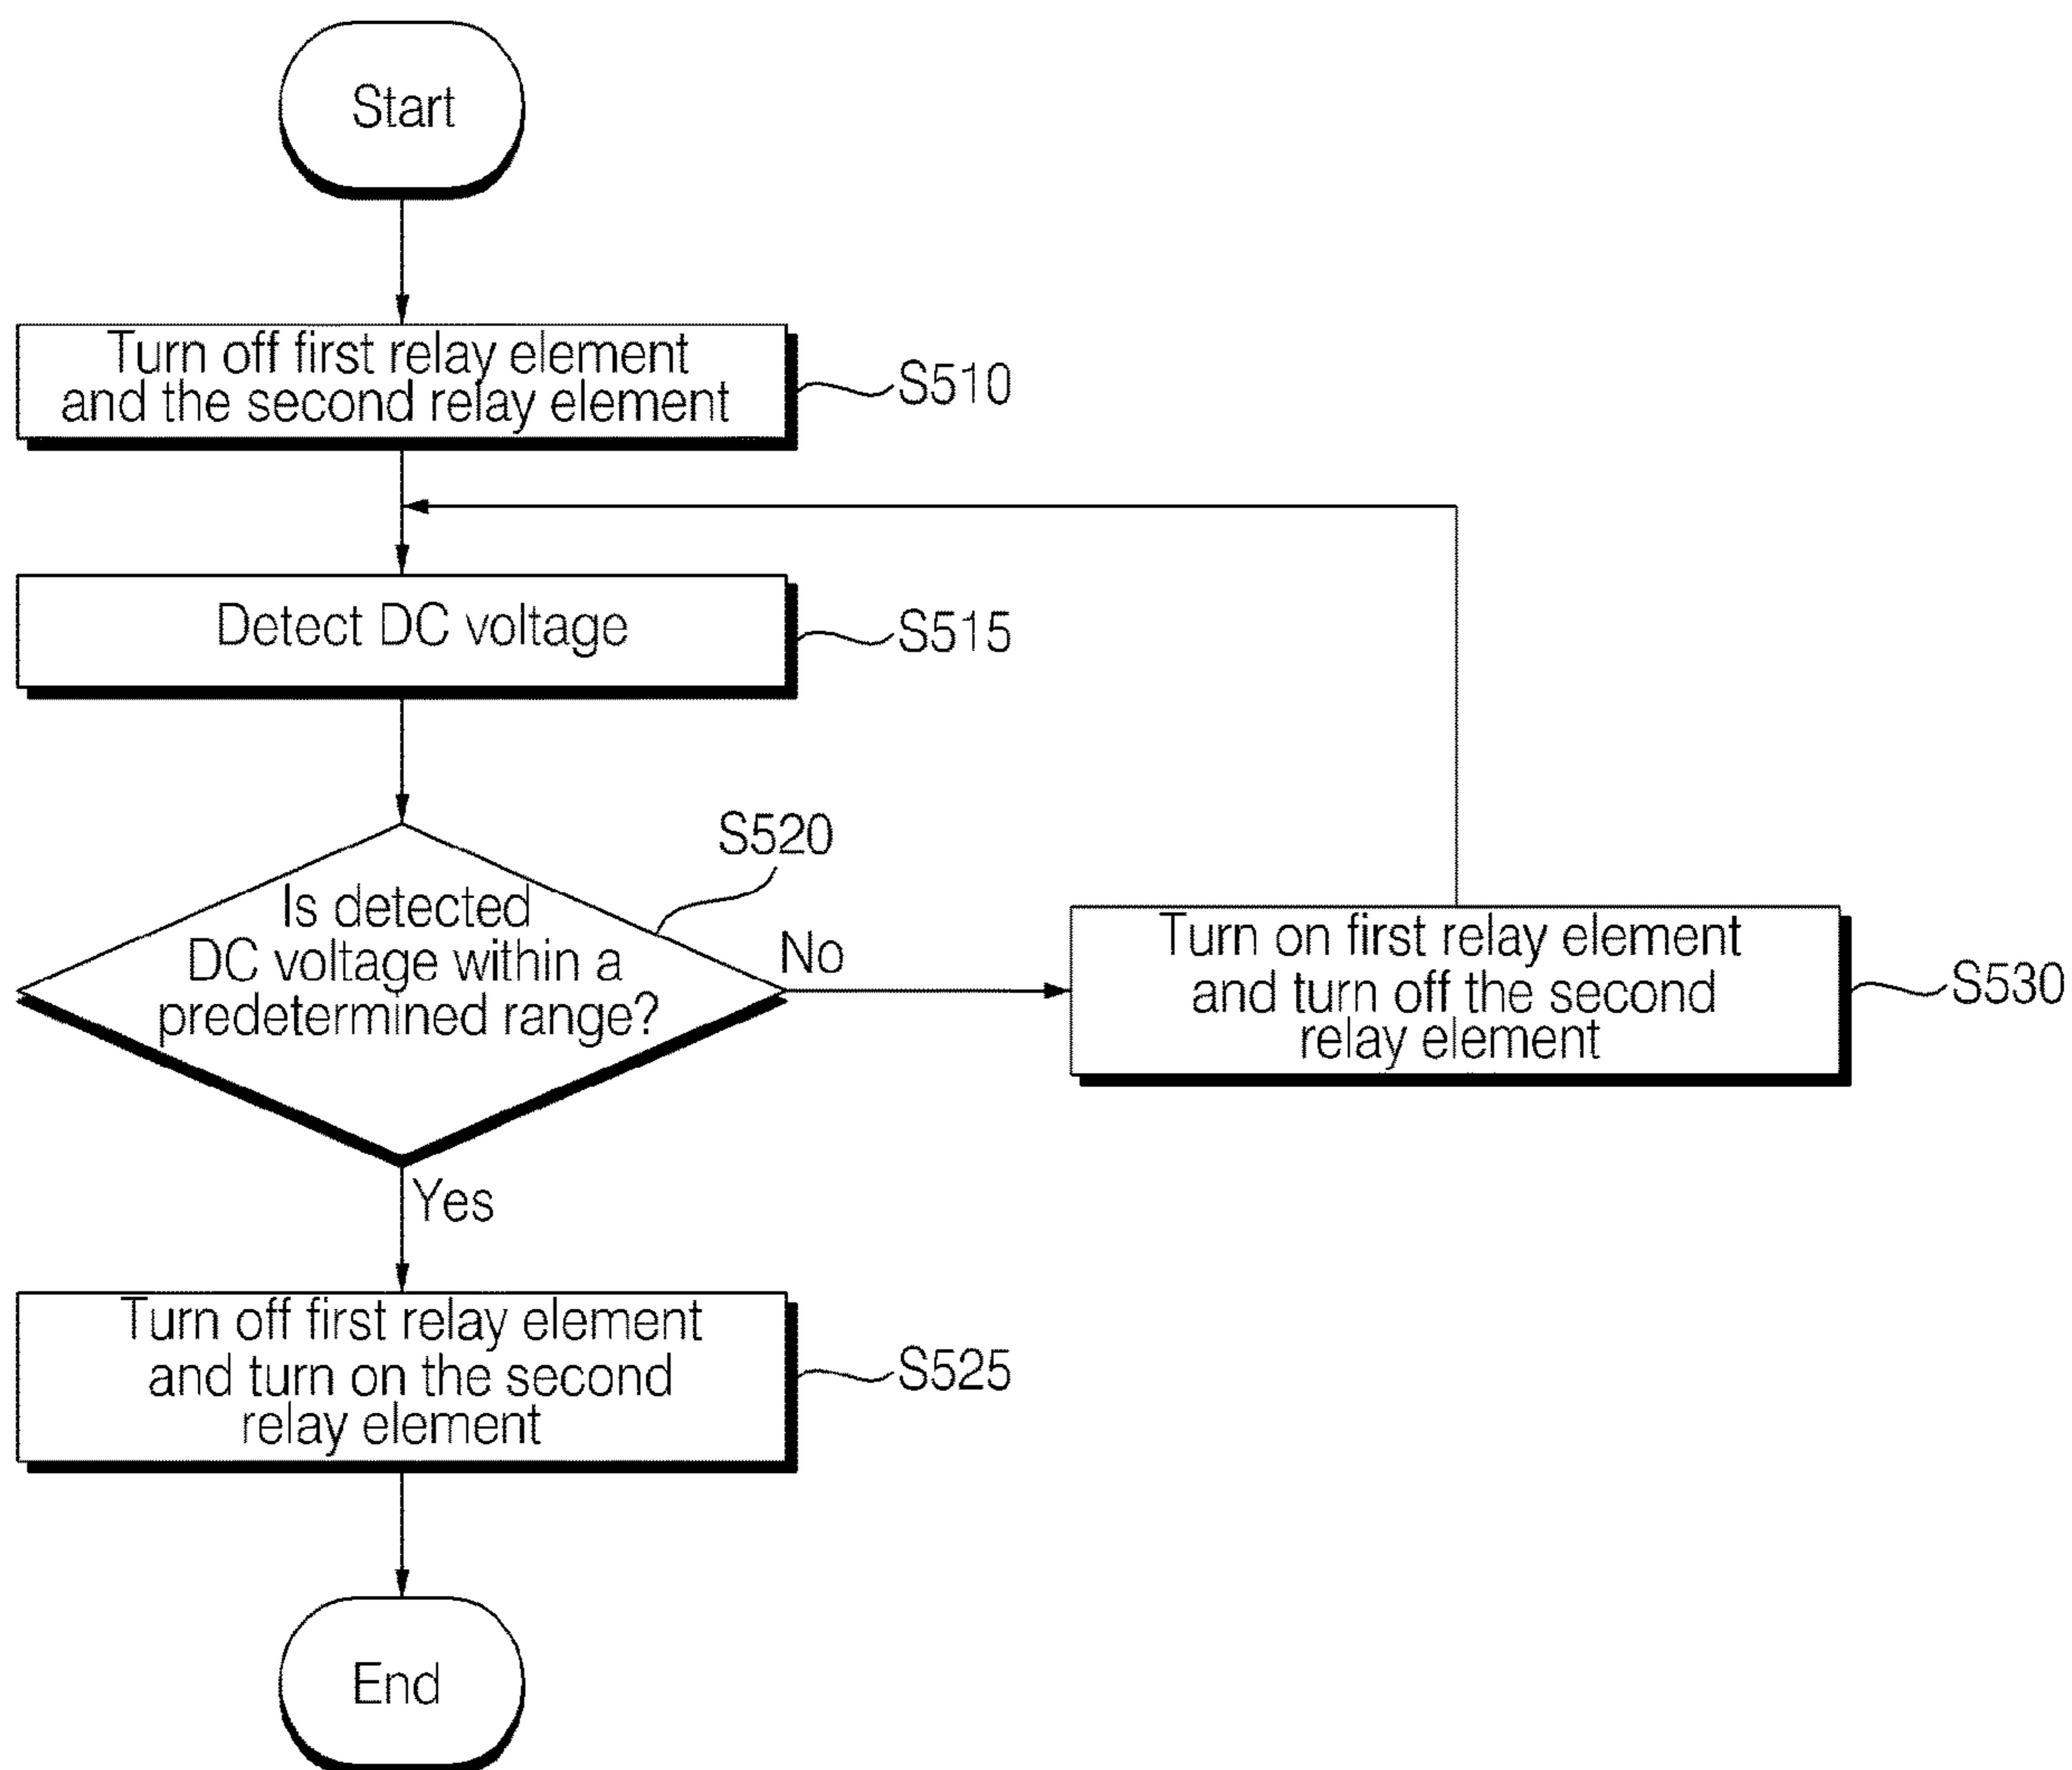 Start
Turn off first relay element
and the second relay element
S510
Detect DC voltage
S515
S520
Is detected
DC voltage within a
predetermined range?
No
Turn on first relay element
and turn off the second
relay element
S530
Yes
Turn off first relay element
and turn on the second
relay element
S525
End